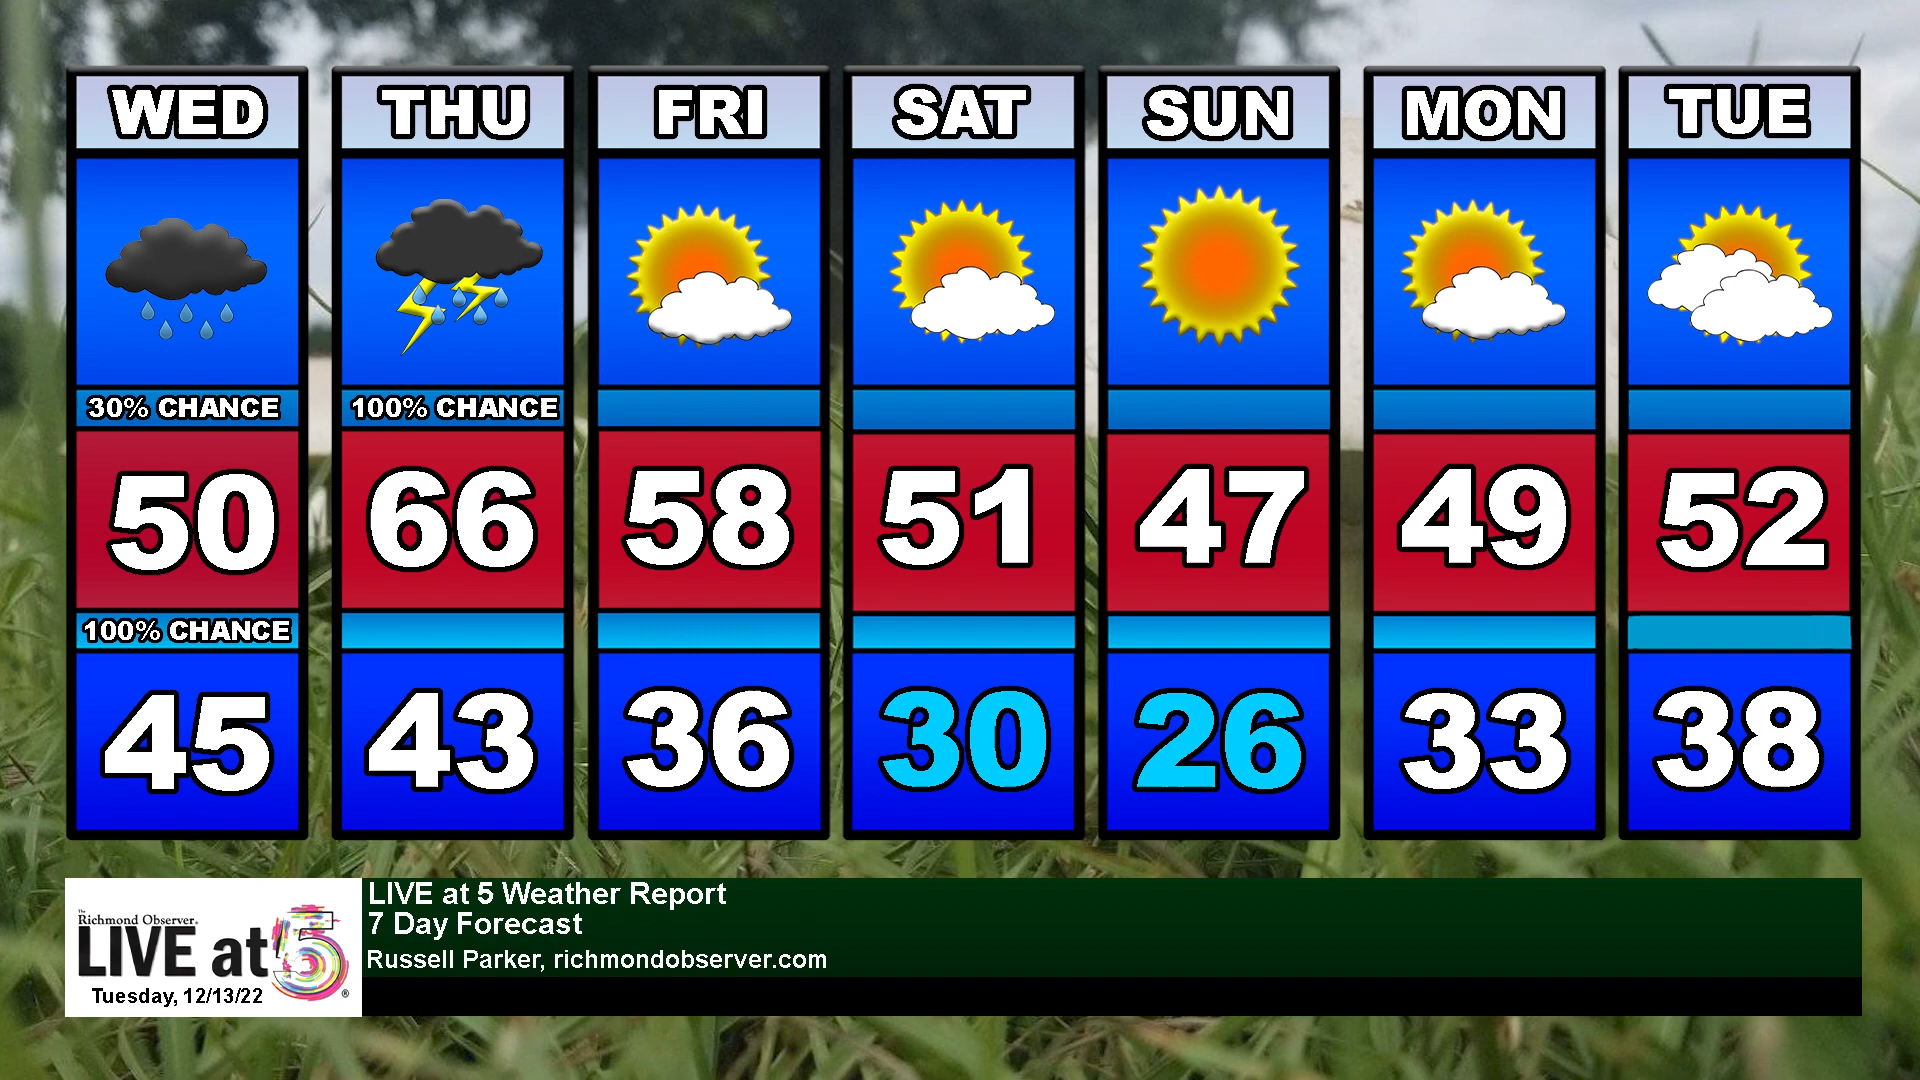 WED THU FRI SAT SUN MON TUE
30% CHANCE 100% CHANCE
50 66 58 51 47 49 52
100% CHANCE
45 43 36 30 26 33 38
The
Richmond Observer.
LIVE at 5
®
Tuesday, 12/13/22
LIVE at 5 Weather Report
7 Day Forecast
Russell Parker, richmondobserver.com